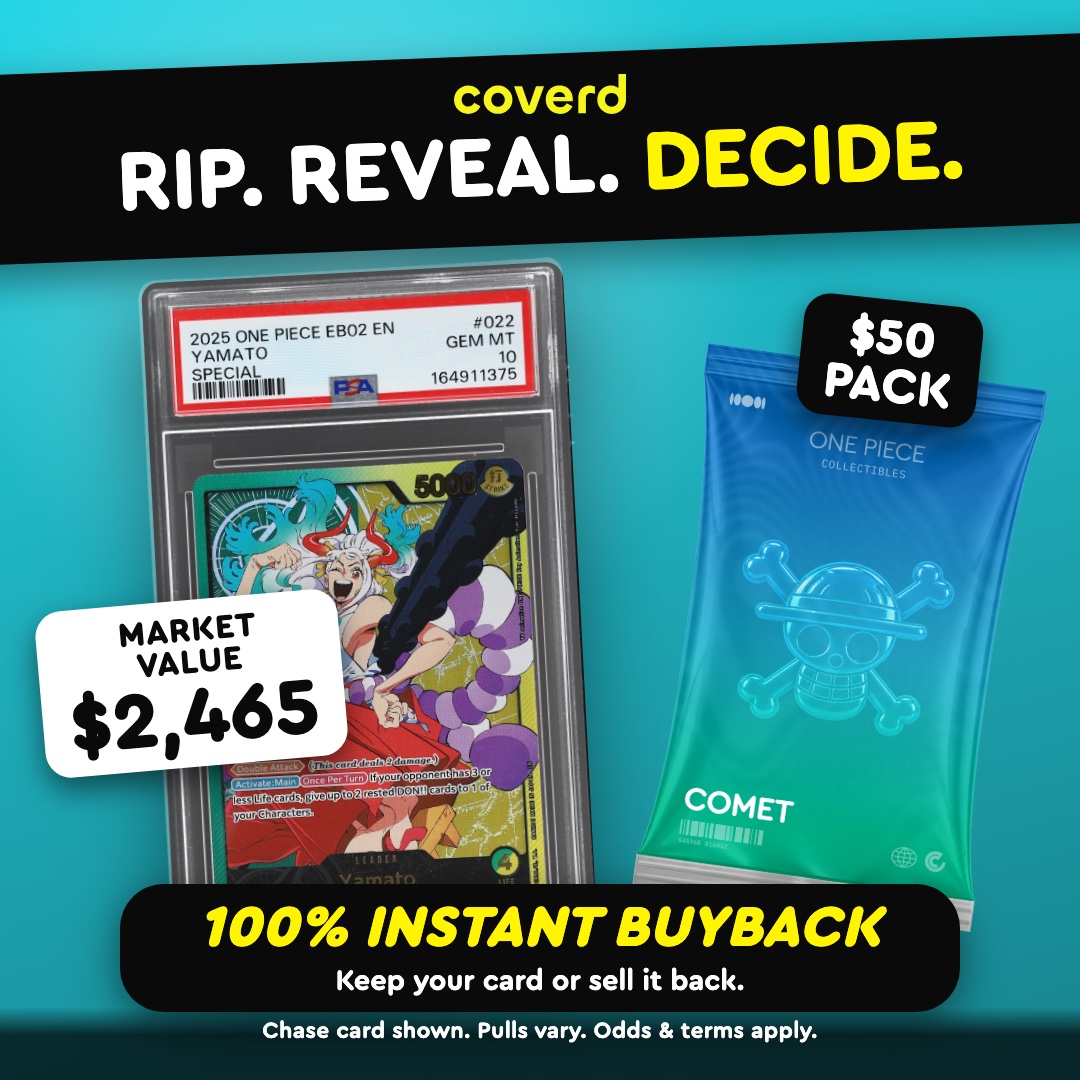 coverd
RIP. REVEAL. DECIDE.
2025 ONE PIECE EB02 EN #022
YAMATO GEM MT
SPECIAL 10
PSA 164911375
5000
打
STRIKE
Double Attack (This card deals 2 damage.)
Activate:Main Once Per Turn If your opponent has 3 or
less Life cards, give up to 2 rested DON!! cards to 1 of
your Characters.
LEADER
Yamato
4
LIFE
MARKET
VALUE
$2,465
$50
PACK
ONE PIECE
COLLECTIBLES
COMET
100% INSTANT BUYBACK
Keep your card or sell it back.
Chase card shown. Pulls vary. Odds & terms apply.